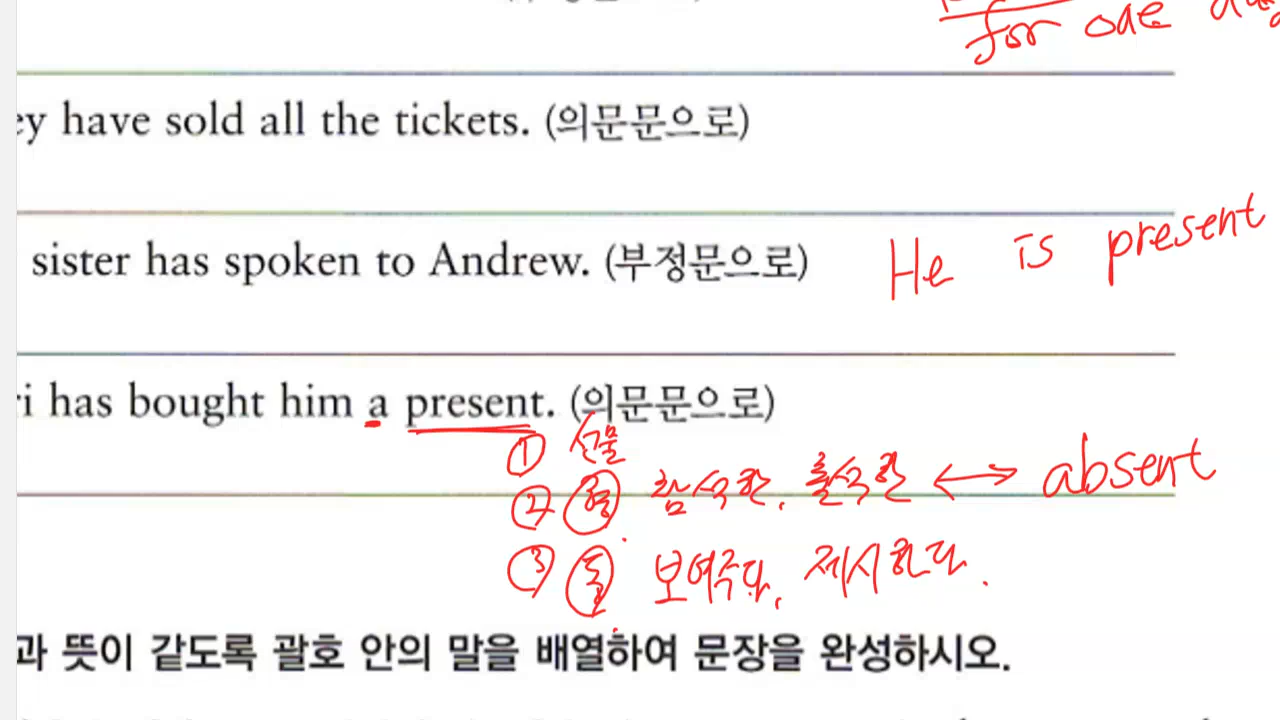 for one
ey have sold all the tickets. (의문문으로)
sister has spoken to Andrew. (부정문으로)
He is present
ri has bought him a present. (의문문으로)
① 선물
② 형 참석한, 출석한 ↔ absent
③ 동 보여주다, 제시하다.
과 뜻이 같도록 괄호 안의 말을 배열하여 문장을 완성하시오.